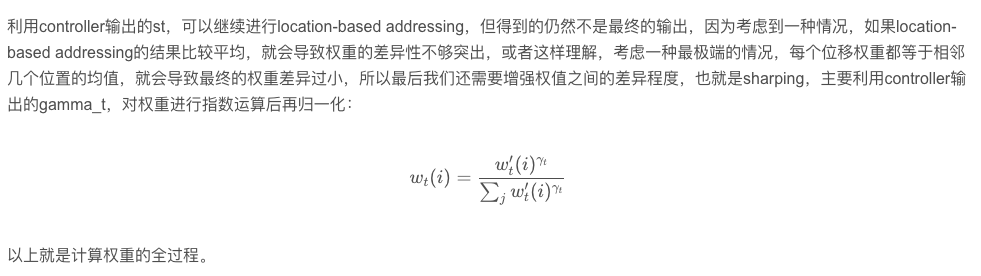 利用controller输出的st，可以继续进行location-based addressing，但得到的仍然不是最终的输出，因为考虑到一种情况，如果location-
based addressing的结果比较平均，就会导致权重的差异性不够突出，或者这样理解，考虑一种最极端的情况，每个位移权重都等于相邻
几个位置的均值，就会导致最终的权重差异过小，所以最后我们还需要增强权值之间的差异程度，也就是sharping，主要利用controller输
出的gamma_t，对权重进行指数运算后再归一化：
w_t(i) = \frac{w'_t(i)^{\gamma_t}}{\sum_j w'_t(i)^{\gamma_t}}
以上就是计算权重的全过程。